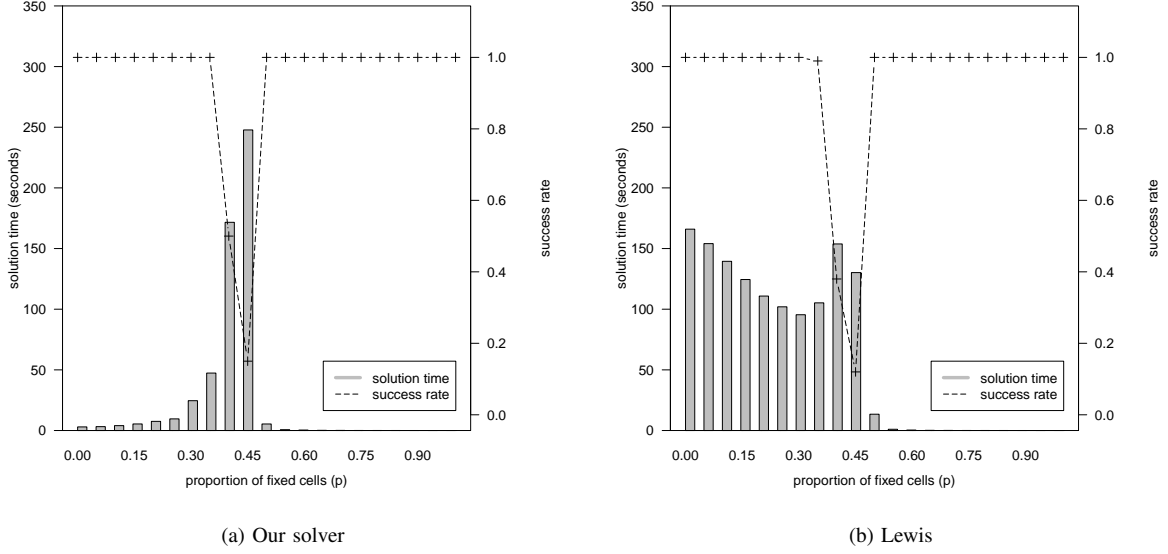 350
300
250
200
150
100
50
0
solution time (seconds)
1.0
0.8
0.6
0.4
0.2
0.0
success rate
solution time
success rate
0.00 0.15 0.30 0.45 0.60 0.75 0.90
proportion of fixed cells (p)
(a) Our solver
350
300
250
200
150
100
50
0
solution time (seconds)
1.0
0.8
0.6
0.4
0.2
0.0
success rate
solution time
success rate
0.00 0.15 0.30 0.45 0.60 0.75 0.90
proportion of fixed cells (p)
(b) Lewis